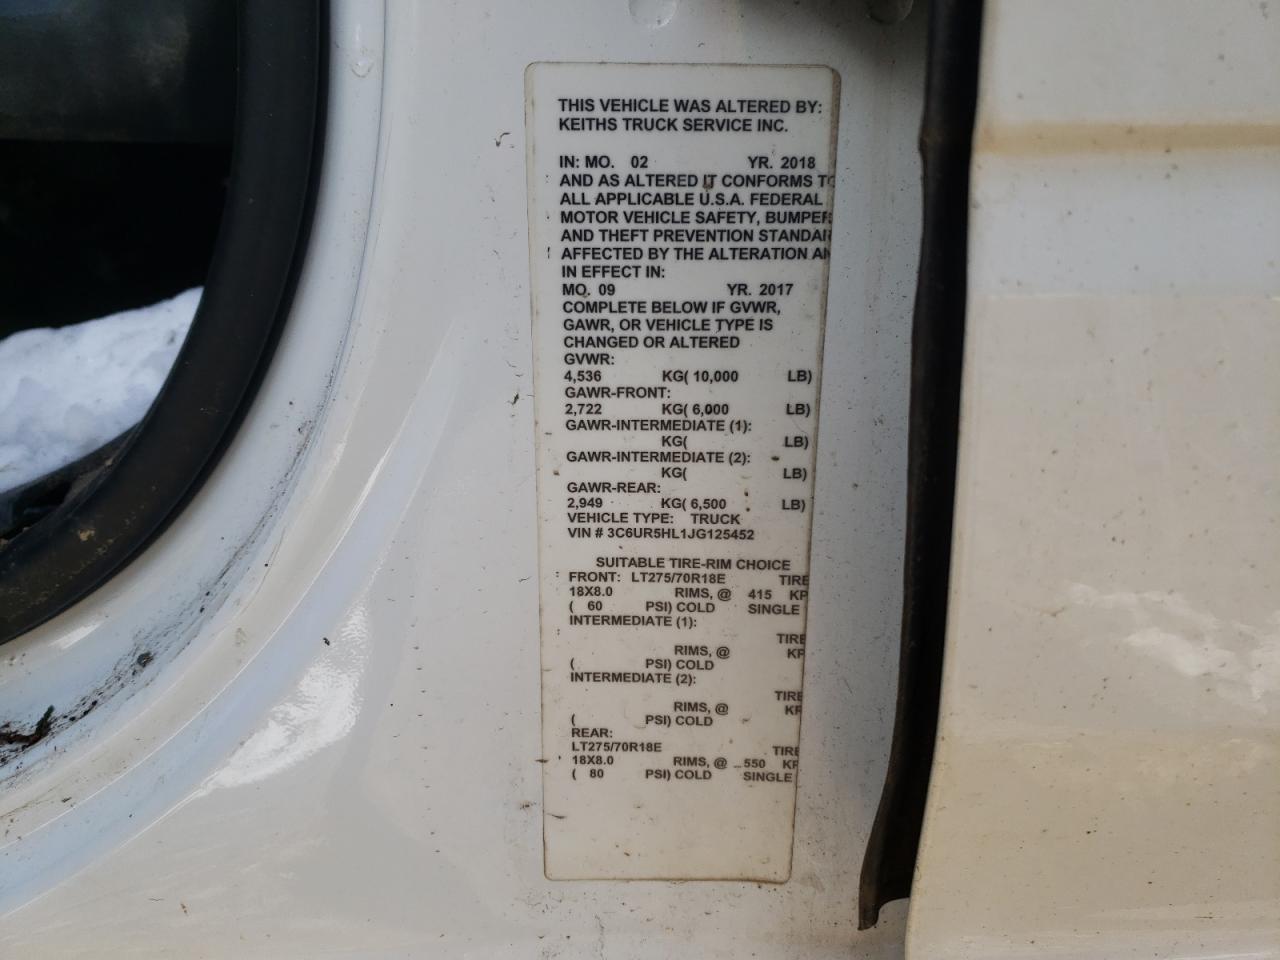 THIS VEHICLE WAS ALTERED BY:
KEITHS TRUCK SERVICE INC.
IN: MO. 02 YR. 2018
AND AS ALTERED IT CONFORMS TO
ALL APPLICABLE U.S.A. FEDERAL
MOTOR VEHICLE SAFETY, BUMPER
AND THEFT PREVENTION STANDAR
AFFECTED BY THE ALTERATION AN
IN EFFECT IN:
MO. 09 YR. 2017
COMPLETE BELOW IF GVWR,
GAWR, OR VEHICLE TYPE IS
CHANGED OR ALTERED
GVWR:
4,536 KG( 10,000 LB)
GAWR-FRONT:
2,722 KG( 6,000 LB)
GAWR-INTERMEDIATE (1):
KG( LB)
GAWR-INTERMEDIATE (2):
KG( LB)
GAWR-REAR:
2,949 KG( 6,500 LB)
VEHICLE TYPE: TRUCK
VIN # 3C6UR5HL1JG125452
SUITABLE TIRE-RIM CHOICE
FRONT: LT275/70R18E TIRE
18X8.0 RIMS, @ 415 KP
( 60 PSI) COLD SINGLE
INTERMEDIATE (1):
TIRE
RIMS, @ KP
( PSI) COLD
INTERMEDIATE (2):
TIRE
RIMS, @ KP
( PSI) COLD
REAR:
LT275/70R18E TIRE
18X8.0 RIMS, @ 550 KP
( 80 PSI) COLD SINGLE